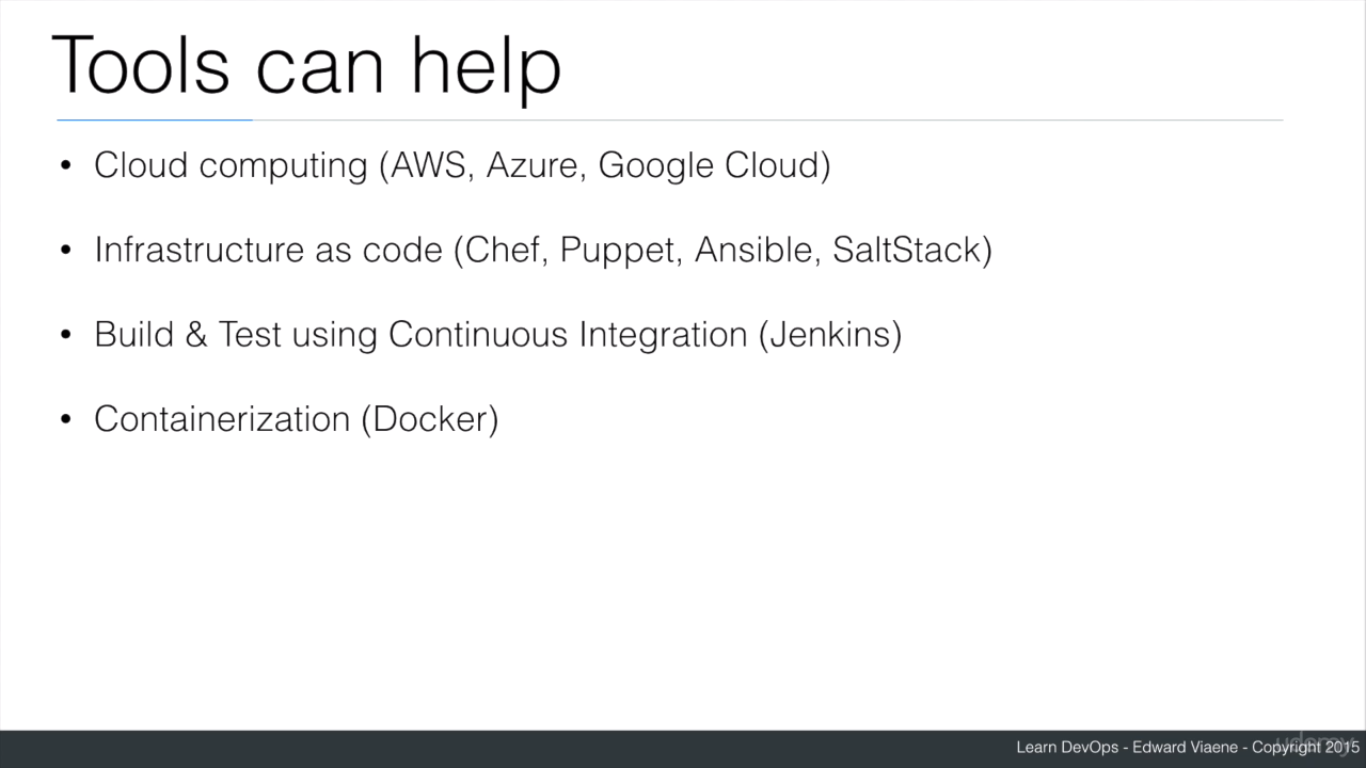 Tools can help
• Cloud computing (AWS, Azure, Google Cloud)
• Infrastructure as code (Chef, Puppet, Ansible, SaltStack)
• Build & Test using Continuous Integration (Jenkins)
• Containerization (Docker)
Learn DevOps - Edward Viaene - Copyright 2015
udemy